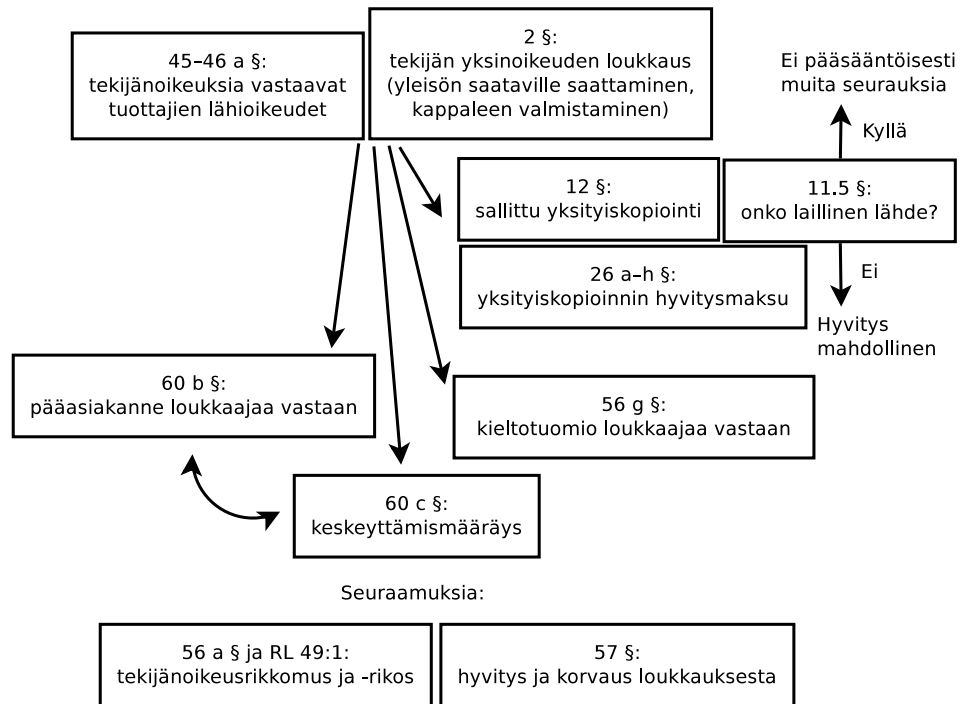 45–46 a §:
tekijänoikeuksia vastaavat
tuottajien lähioikeudet
2 §:
tekijän yksinoikeuden loukkaus
(yleisön saataville saattaminen,
kappaleen valmistaminen)
Ei pääsääntöisesti
muita seurauksia
Kyllä
12 §:
sallittu yksityiskopiointi
11.5 §:
onko laillinen lähde?
26 a–h §:
yksityiskopioinnin hyvitysmaksu
Ei
Hyvitys
mahdollinen
60 b §:
pääasiakanne loukkaajaa vastaan
56 g §:
kieltotuomio loukkaajaa vastaan
60 c §:
keskeyttämismääräys
Seuraamuksia:
56 a § ja RL 49:1:
tekijänoikeusrikkomus ja -rikos
57 §:
hyvitys ja korvaus loukkauksesta